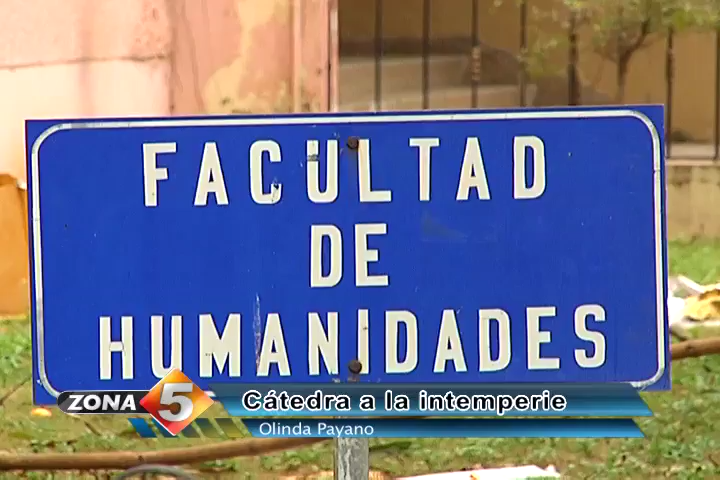 FACULTAD
DE
HUMANIDADES
ZONA 5
Cátedra a la intemperie
Olinda Payano